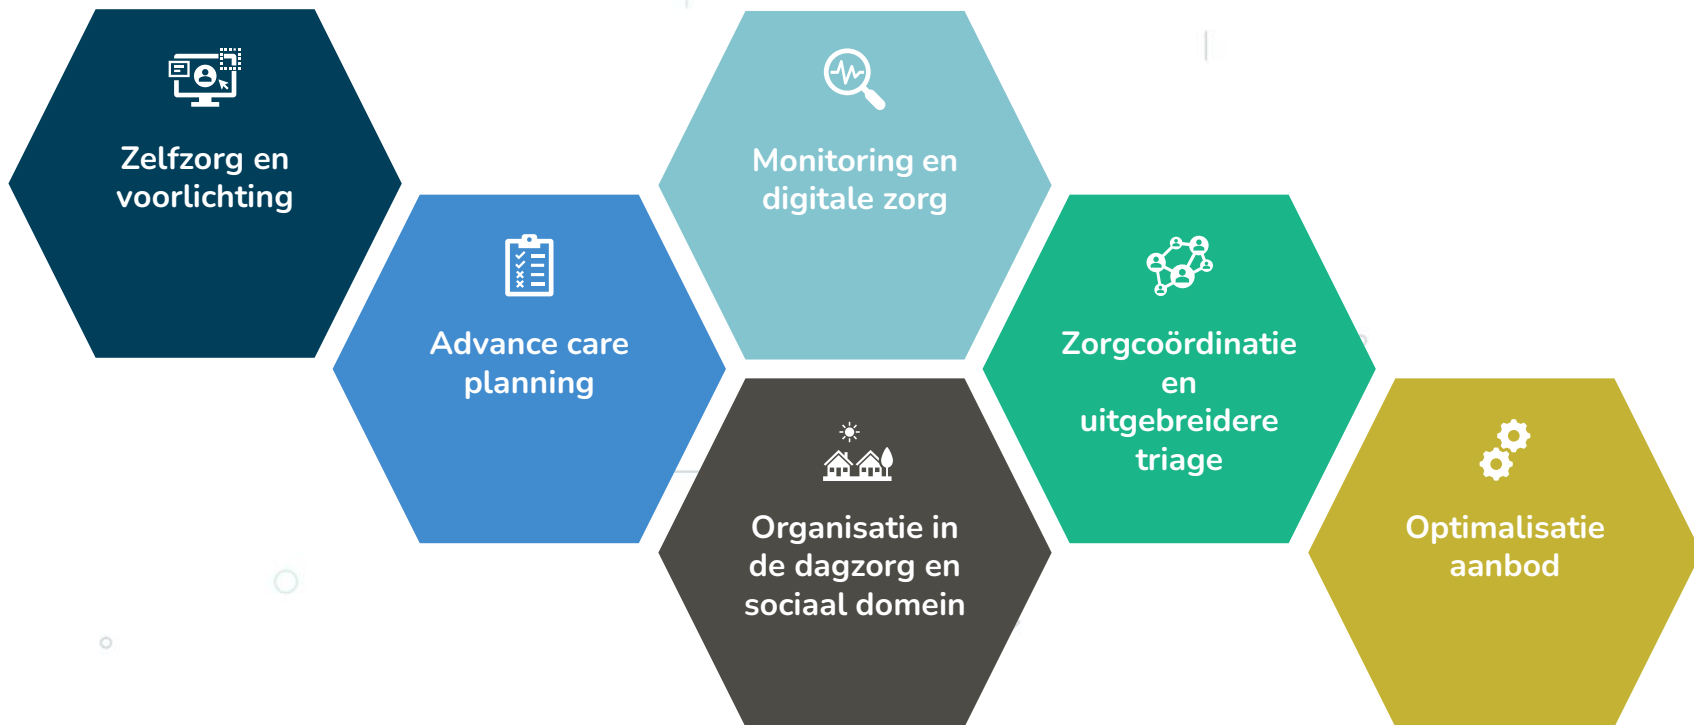 Zelfzorg en
voorlichting
Advance care
planning
Monitoring en
digitale zorg
Organisatie in
de dagzorg en
sociaal domein
Zorgcoördinatie
en
uitgebreidere
triage
Optimalisatie
aanbod